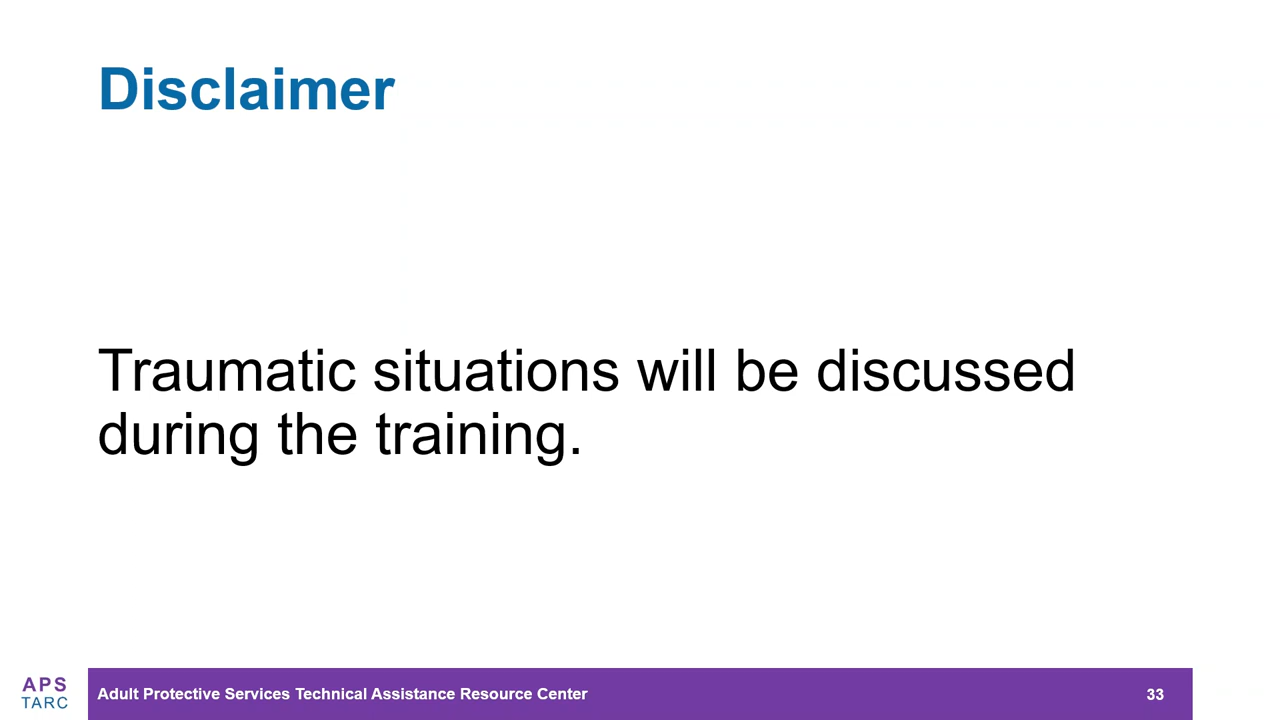 Disclaimer
Traumatic situations will be discussed
during the training.
APS
TARC
Adult Protective Services Technical Assistance Resource Center
33